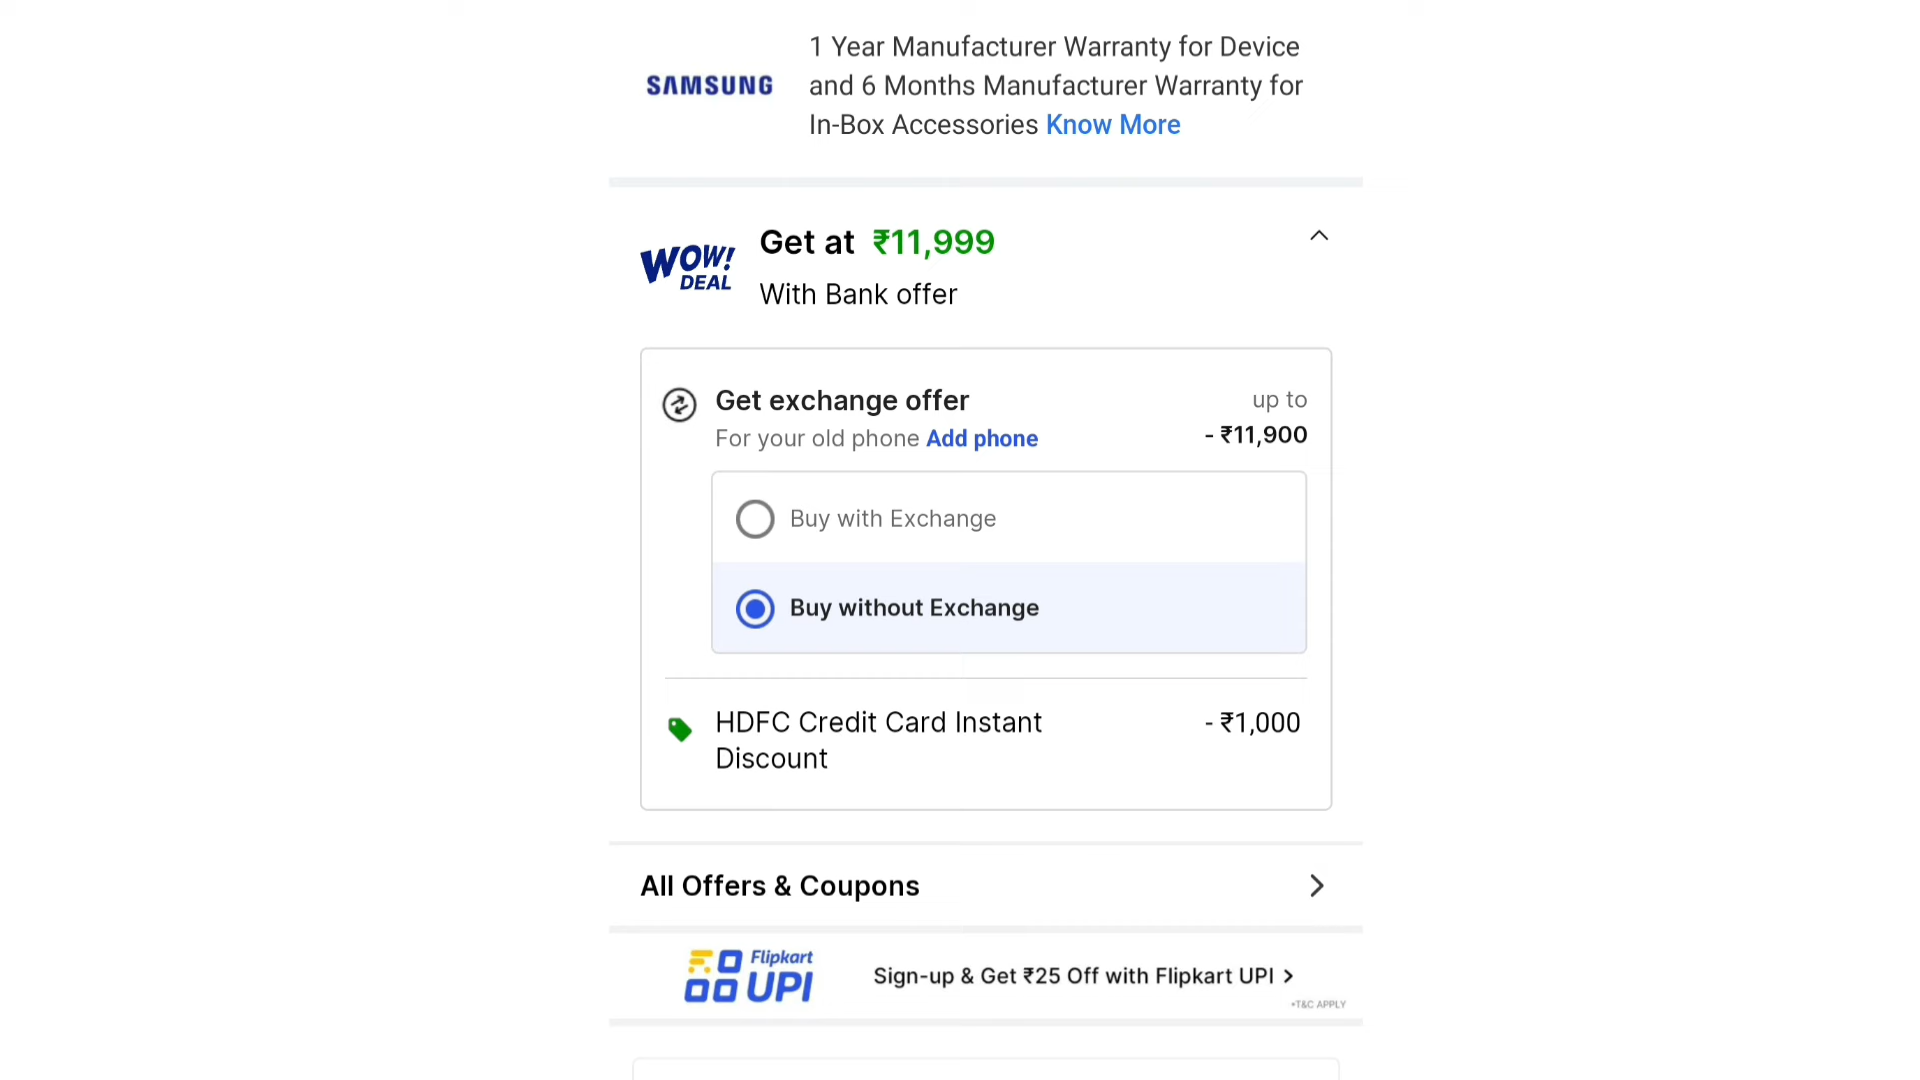 SAMSUNG
1 Year Manufacturer Warranty for Device
and 6 Months Manufacturer Warranty for
In-Box Accessories Know More
WOW!
DEAL
Get at ₹11,999
With Bank offer
Get exchange offer
up to
For your old phone Add phone
- ₹11,900
Buy with Exchange
Buy without Exchange
HDFC Credit Card Instant
Discount
- ₹1,000
All Offers & Coupons
Flipkart
UPI
Sign-up & Get ₹25 Off with Flipkart UPI >
*T&C APPLY